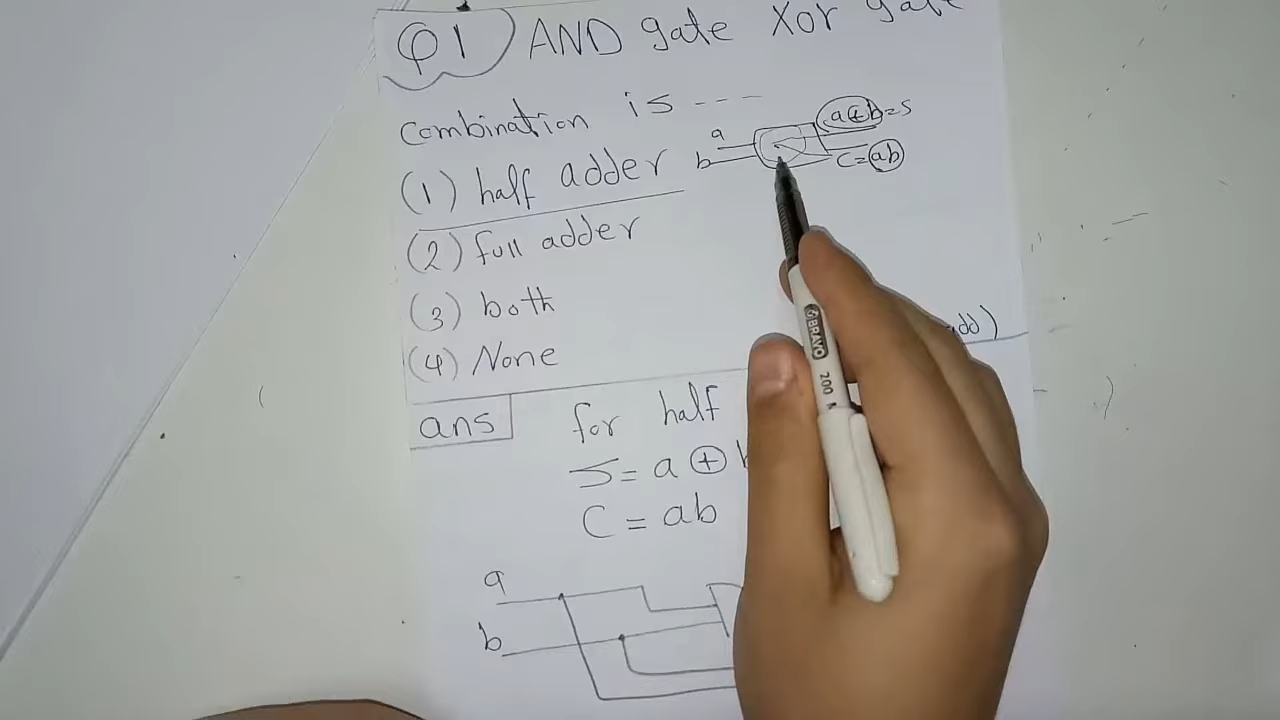 Q1 AND gate Xor gate
combination is ---
a
b
a⊕b=s
c=ab
(1) half adder
(2) full adder
(3) both
(4) None
add)
ans
for half
S=a⊕
C=ab
a
b
BRAVO 200